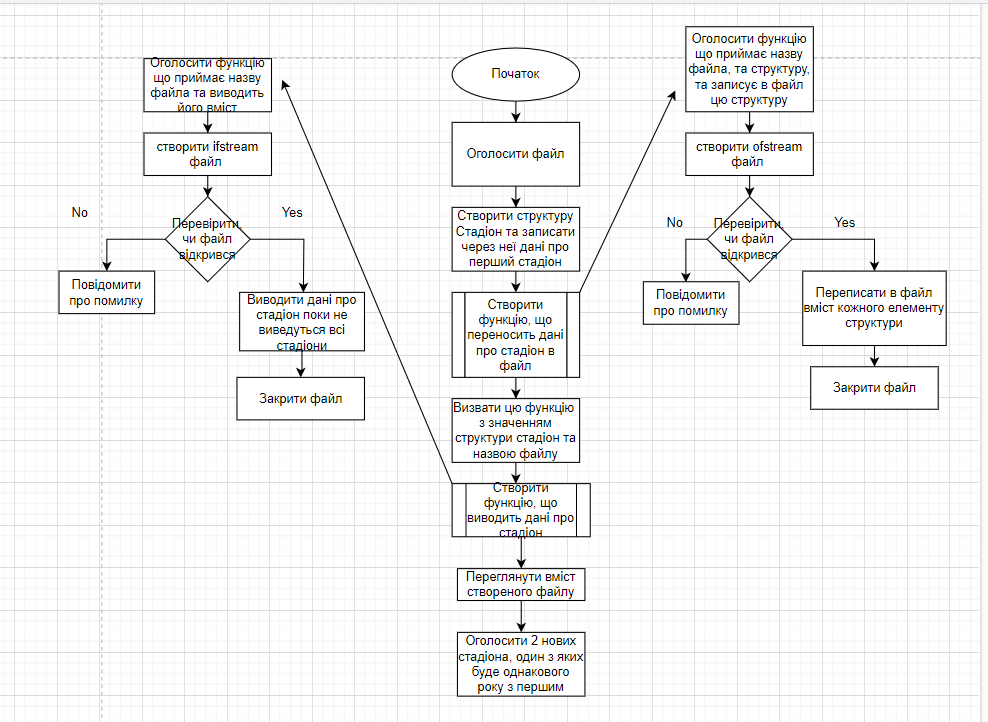 Оголосити функцію
що приймає назву
файла та виводить
його вміст
створити ifstream
файл
Перевірити,
чи файл
відкрився
No
Yes
Повідомити
про помилку
Виводити дані про
стадіон поки не
виведуться всі
стадіони
Закрити файл
Початок
Оголосити файл
Створити структуру
Стадіон та записати
через неї дані про
перший стадіон
Створити
функцію, що
переносить дані
про стадіон в
файл
Визвати цю функцію
з значенням
структури стадіон та
назвою файлу
Створити
функцію, що
виводить дані про
стадіон
Переглянути вміст
створеного файлу
Оголосити 2 нових
стадіона, один з яких
буде однакового
року з першим
Оголосити функцію
що приймає назву
файла, та структуру,
та записує в файл
цю структуру
створити ofstream
файл
Перевірити,
чи файл
відкрився
No
Yes
Повідомити
про помилку
Переписати в файл
вміст кожного елементу
структури
Закрити файл